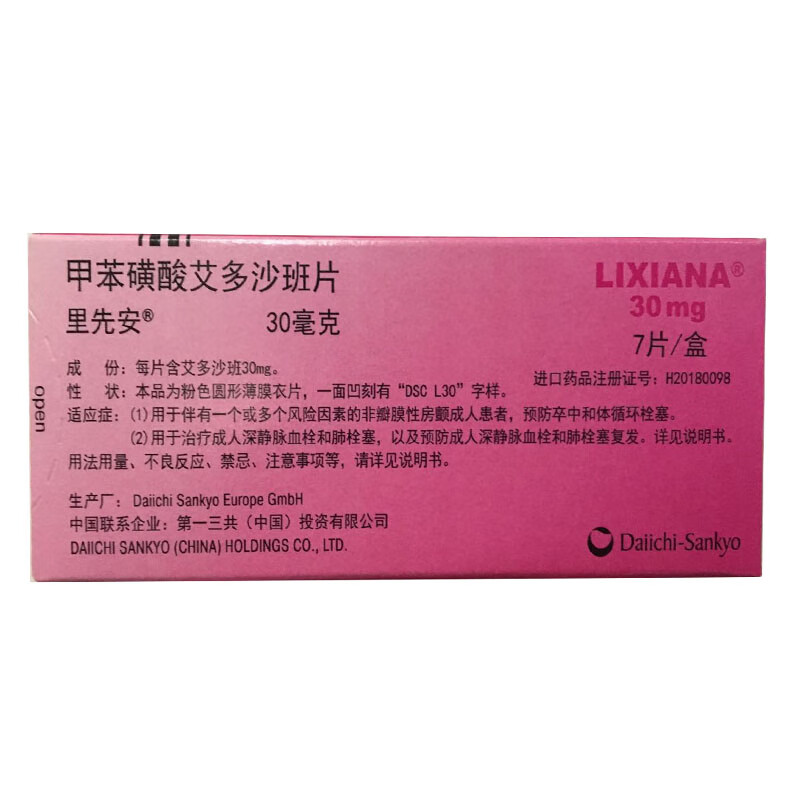 甲苯磺酸艾多沙班片
里先安® 30毫克
LIXIANA®
30mg
7片/盒
成 份：每片含艾多沙班30mg。
进口药品注册证号：H20180098
性 状：本品为粉色圆形薄膜衣片，一面凹刻有“DSC L30”字样。
适应症：(1)用于伴有一个或多个风险因素的非瓣膜性房颤成人患者，预防卒中和体循环栓塞。
(2)用于治疗成人深静脉血栓和肺栓塞，以及预防成人深静脉血栓和肺栓塞复发。详见说明书。
用法用量、不良反应、禁忌、注意事项等，请详见说明书。
生产厂：Daiichi Sankyo Europe GmbH
中国联系企业：第一三共（中国）投资有限公司
DAIICHI SANKYO (CHINA) HOLDINGS CO., LTD.
Daiichi-Sankyo
open